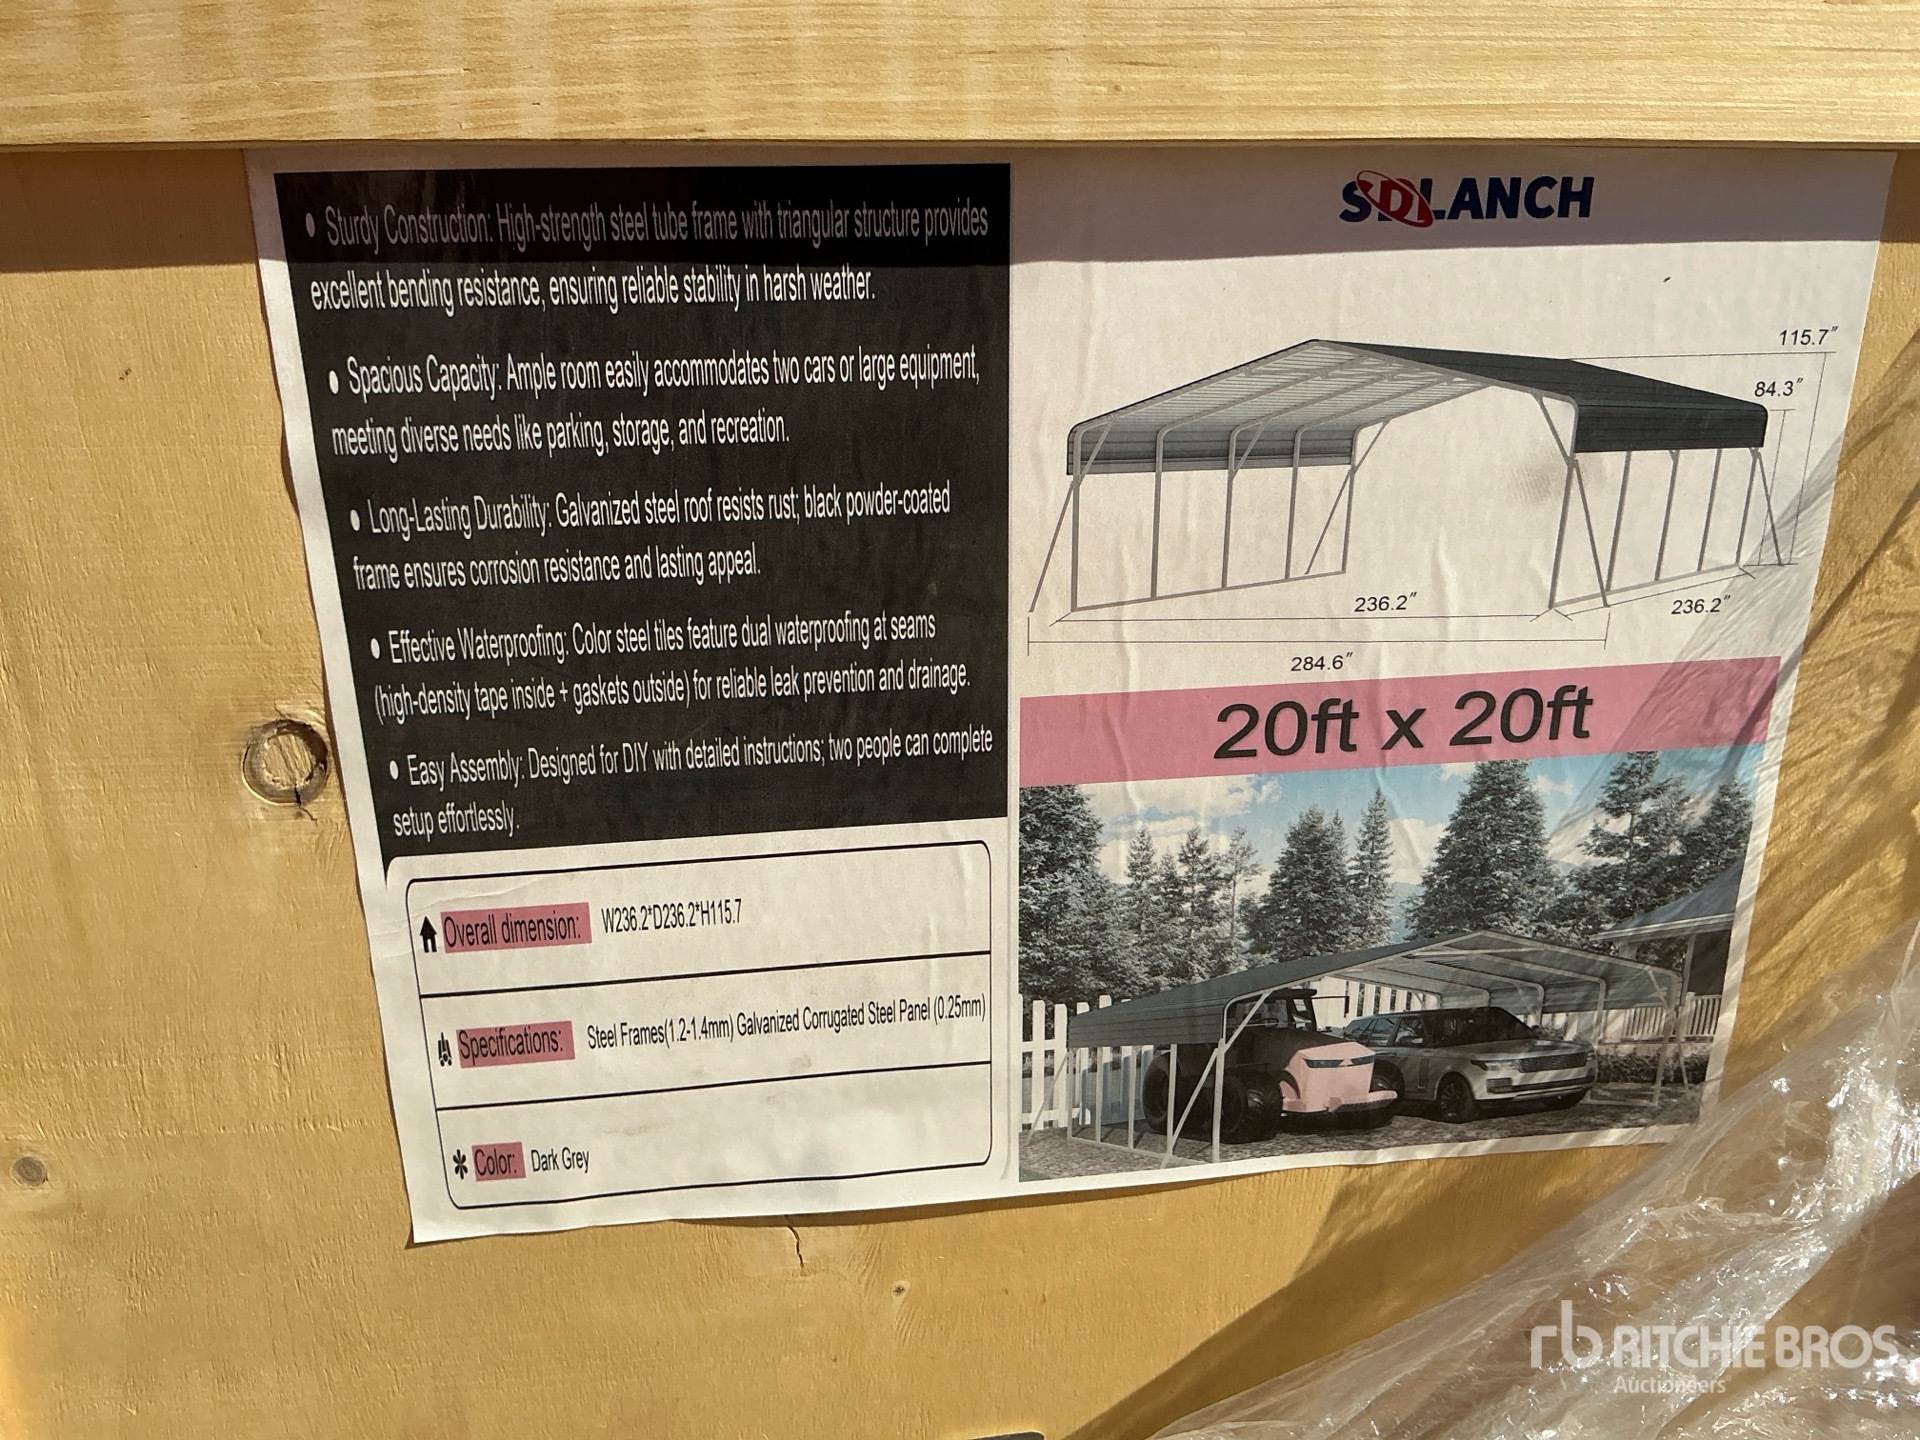 • Sturdy Construction: High-strength steel tube frame with triangular structure provides
excellent bending resistance, ensuring reliable stability in harsh weather.
• Spacious Capacity: Ample room easily accommodates two cars or large equipment,
meeting diverse needs like parking, storage, and recreation.
• Long-Lasting Durability: Galvanized steel roof resists rust; black powder-coated
frame ensures corrosion resistance and lasting appeal.
• Effective Waterproofing: Color steel tiles feature dual waterproofing at seams
(high-density tape inside + gaskets outside) for reliable leak prevention and drainage.
• Easy Assembly: Designed for DIY with detailed instructions; two people can complete
setup effortlessly.
Overall dimension: W236.2*D236.2*H115.7
Specifications: Steel Frames(1.2-1.4mm) Galvanized Corrugated Steel Panel (0.25mm)
Color: Dark Grey
SDLANCH
115.7"
84.3"
236.2"
236.2"
284.6"
20ft x 20ft
rb RITCHIE BROS.
Auctioneers